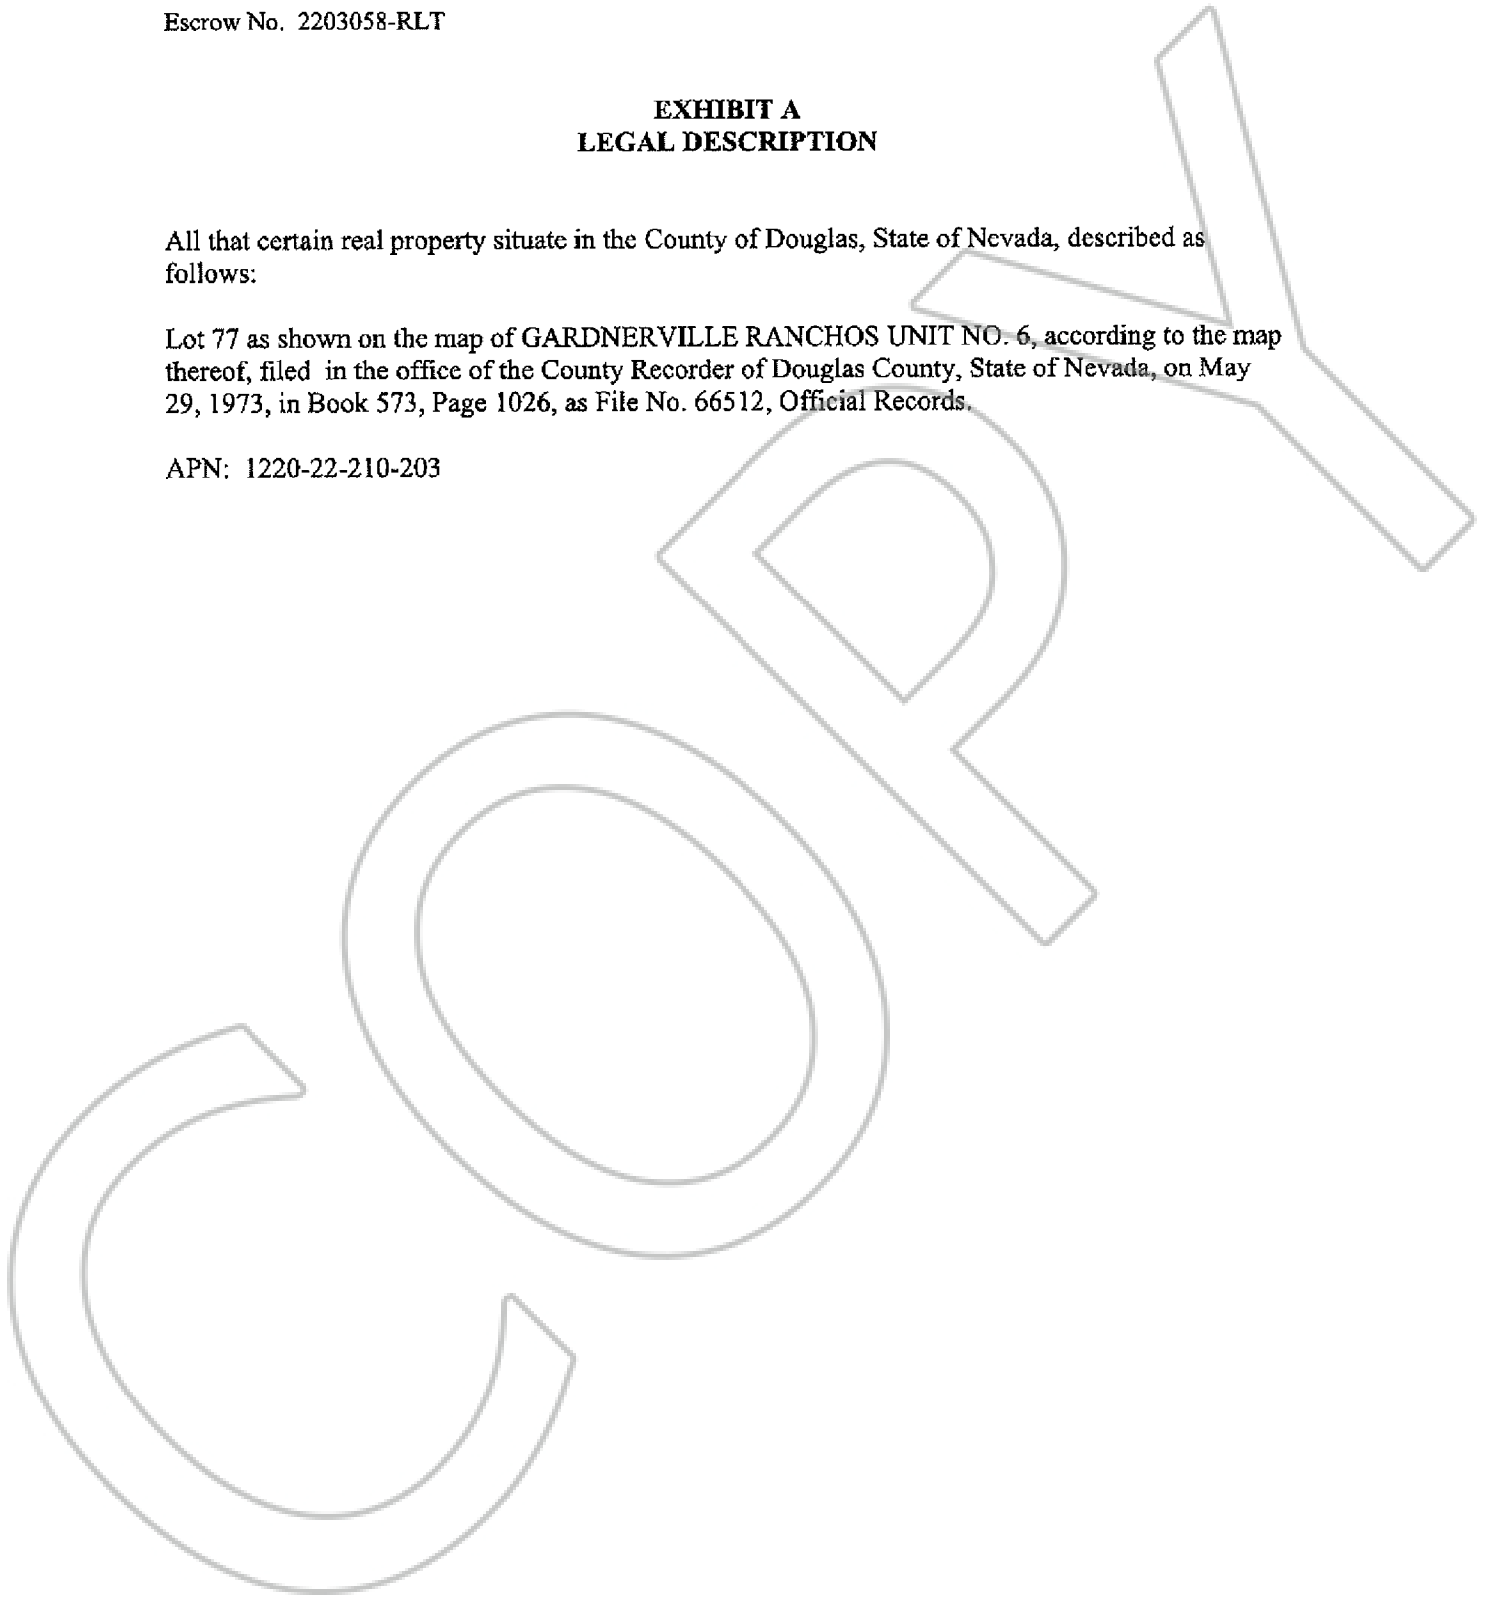 Escrow No. 2203058-RLT
EXHIBIT A
LEGAL DESCRIPTION
All that certain real property situate in the County of Douglas, State of Nevada, described as
follows:
Lot 77 as shown on the map of GARDNERVILLE RANCHOS UNIT NO. 6, according to the map
thereof, filed in the office of the County Recorder of Douglas County, State of Nevada, on May
29, 1973, in Book 573, Page 1026, as File No. 66512, Official Records.
APN: 1220-22-210-203
COPY